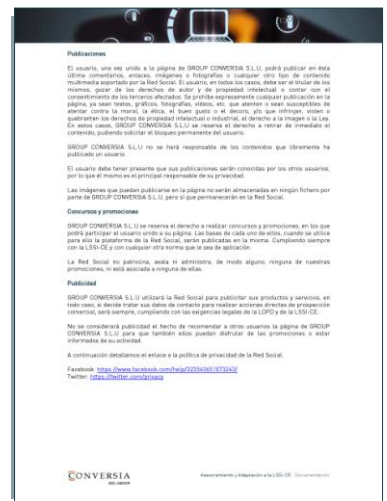 Publicaciones
El usuario, una vez unido a la página de GROUP CONVERSIA S.L.U. podrá publicar en ésta
última comentarios, enlaces, imágenes o fotografías o cualquier otro tipo de contenido
multimedia soportado por la Red Social. El usuario, en todos los casos, debe ser el titular de los
mismos, gozar de los derechos de autor y de propiedad intelectual o contar con el
consentimiento de los terceros afectados. Se prohíbe expresamente cualquier publicación en la
página, ya sean textos, gráficos, fotografías, vídeos, etc. que atenten o sean susceptibles de
atentar contra la moral, la ética, el buen gusto o el decoro, y/o que infrinjan, violen o
quebranten los derechos de propiedad intelectual o industrial, el derecho a la imagen o la Ley.
En estos casos, GROUP CONVERSIA S.L.U se reserva el derecho a retirar de inmediato el
contenido, pudiendo solicitar el bloqueo permanente del usuario.
GROUP CONVERSIA S.L.U no se hará responsable de los contenidos que libremente ha
publicado un usuario.
El usuario debe tener presente que sus publicaciones serán conocidas por los otros usuarios,
por lo que él mismo es el principal responsable de su privacidad.
Las imágenes que puedan publicarse en la página no serán almacenadas en ningún fichero por
parte de GROUP CONVERSIA S.L.U, pero sí que permanecerán en la Red Social.
Concursos y promociones
GROUP CONVERSIA S.L.U se reserva el derecho a realizar concursos y promociones, en los que
podrá participar el usuario unido a su página. Las bases de cada uno de ellos, cuando se utilice
para ello la plataforma de la Red Social, serán publicadas en la misma. Cumpliendo siempre
con la LSSI-CE y con cualquier otra norma que le sea de aplicación.
La Red Social no patrocina, avala ni administra, de modo alguno, ninguna de nuestras
promociones, ni está asociada a ninguna de ellas.
Publicidad
GROUP CONVERSIA S.L.U utilizará la Red Social para publicitar sus productos y servicios, en
todo caso, si decide tratar sus datos de contacto para realizar acciones directas de prospección
comercial, será siempre, cumpliendo con las exigencias legales de la LOPD y de la LSSI-CE.
No se considerará publicidad el hecho de recomendar a otros usuarios la página de GROUP
CONVERSIA S.L.U para que también ellos puedan disfrutar de las promociones o estar
informados de su actividad.
A continuación detallamos el enlace a la política de privacidad de la Red Social:
Facebook: https://www.facebook.com/help/323540651073243/
Twitter: https://twitter.com/privacy
CONVERSIA
Asesoramiento y Adaptación a la LSSI-CE - Documentación